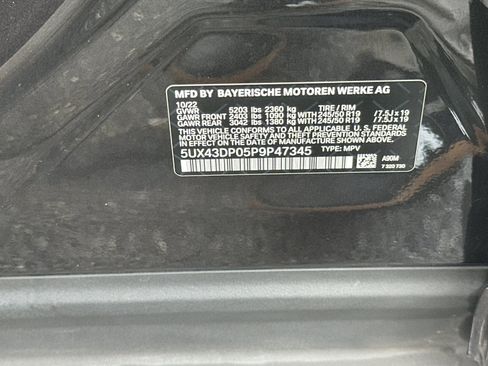 MFD BY BAYERISCHE MOTOREN WERKE AG
10/22
GVWR 5203 lbs 2360 kg TIRE / RIM
GAWR FRONT 2403 lbs 1090 kg WITH 245/50 R19 /7.5J x 19
GAWR REAR 3042 lbs 1380 kg WITH 245/50 R19 /7.5J x 19
THIS VEHICLE CONFORMS TO ALL APPLICABLE U.S. FEDERAL
MOTOR VEHICLE SAFETY AND THEFT PREVENTION STANDARDS
IN EFFECT ON THE DATE OF MANUFACTURE SHOWN ABOVE.
5UX43DP05P9P47345 TYPE: MPV
A90M